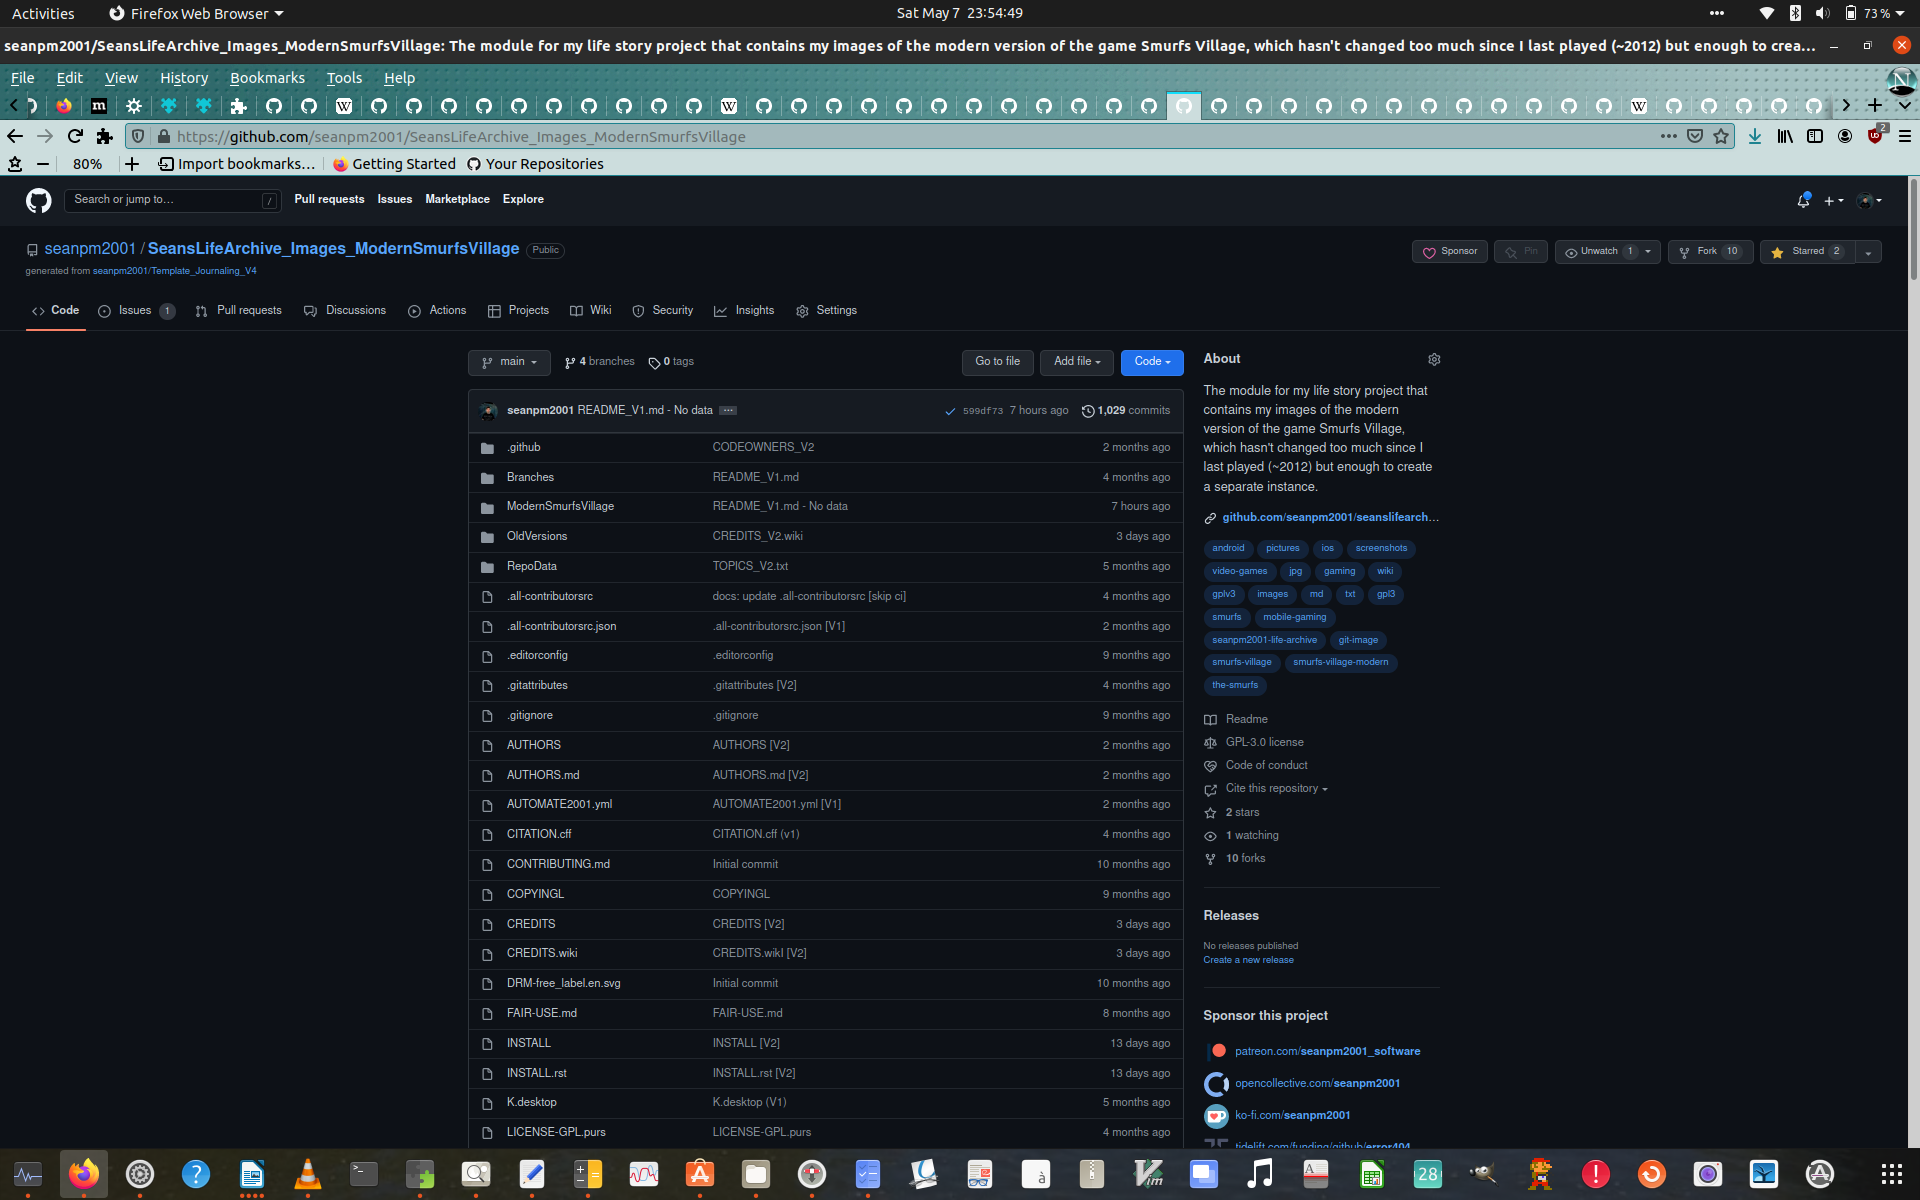 Activities Firefox Web Browser Sat May 7 23:54:49 73 %
seanpm2001/SeansLifeArchive_Images_ModernSmurfsVillage: The module for my life story project that contains my images of the modern version of the game Smurfs Village, which hasn't changed too much since I last played (~2012) but enough to crea…
File Edit View History Bookmarks Tools Help
https://github.com/seanpm2001/SeansLifeArchive_Images_ModernSmurfsVillage 2
80% Import bookmarks… Getting Started Your Repositories
Search or jump to… / Pull requests Issues Marketplace Explore
seanpm2001 / SeansLifeArchive_Images_ModernSmurfsVillage Public Sponsor Pin Unwatch 1 Fork 10 Starred 2
generated from seanpm2001/Template_Journaling_V4
Code Issues 1 Pull requests Discussions Actions Projects Wiki Security Insights Settings
main 4 branches 0 tags Go to file Add file Code
seanpm2001 README_V1.md - No data … 599df73 7 hours ago 1,029 commits
.github CODEOWNERS_V2 2 months ago
Branches README_V1.md 4 months ago
ModernSmurfsVillage README_V1.md - No data 7 hours ago
OldVersions CREDITS_V2.wiki 3 days ago
RepoData TOPICS_V2.txt 5 months ago
.all-contributorsrc docs: update .all-contributorsrc [skip ci] 4 months ago
.all-contributorsrc.json .all-contributorsrc.json [V1] 2 months ago
.editorconfig .editorconfig 9 months ago
.gitattributes .gitattributes [V2] 4 months ago
.gitignore .gitignore 9 months ago
AUTHORS AUTHORS [V2] 2 months ago
AUTHORS.md AUTHORS.md [V2] 2 months ago
AUTOMATE2001.yml AUTOMATE2001.yml [V1] 2 months ago
CITATION.cff CITATION.cff (v1) 4 months ago
CONTRIBUTING.md Initial commit 10 months ago
COPYINGL COPYINGL 9 months ago
CREDITS CREDITS [V2] 3 days ago
CREDITS.wiki CREDITS.wikI [V2] 3 days ago
DRM-free_label.en.svg Initial commit 10 months ago
FAIR-USE.md FAIR-USE.md 8 months ago
INSTALL INSTALL [V2] 13 days ago
INSTALL.rst INSTALL.rst [V2] 13 days ago
K.desktop K.desktop (V1) 5 months ago
LICENSE-GPL.purs LICENSE-GPL.purs 4 months ago
About
The module for my life story project that
contains my images of the modern
version of the game Smurfs Village,
which hasn't changed too much since I
last played (~2012) but enough to create
a separate instance.
github.com/seanpm2001/seanslifearch…
android pictures ios screenshots
video-games jpg gaming wiki
gplv3 images md txt gpl3
smurfs mobile-gaming
seanpm2001-life-archive git-image
smurfs-village smurfs-village-modern
the-smurfs
Readme
GPL-3.0 license
Code of conduct
Cite this repository
2 stars
1 watching
10 forks
Releases
No releases published
Create a new release
Sponsor this project
patreon.com/seanpm2001_software
opencollective.com/seanpm2001
ko-fi.com/seanpm2001
tidelift.com/funding/github/error404
28